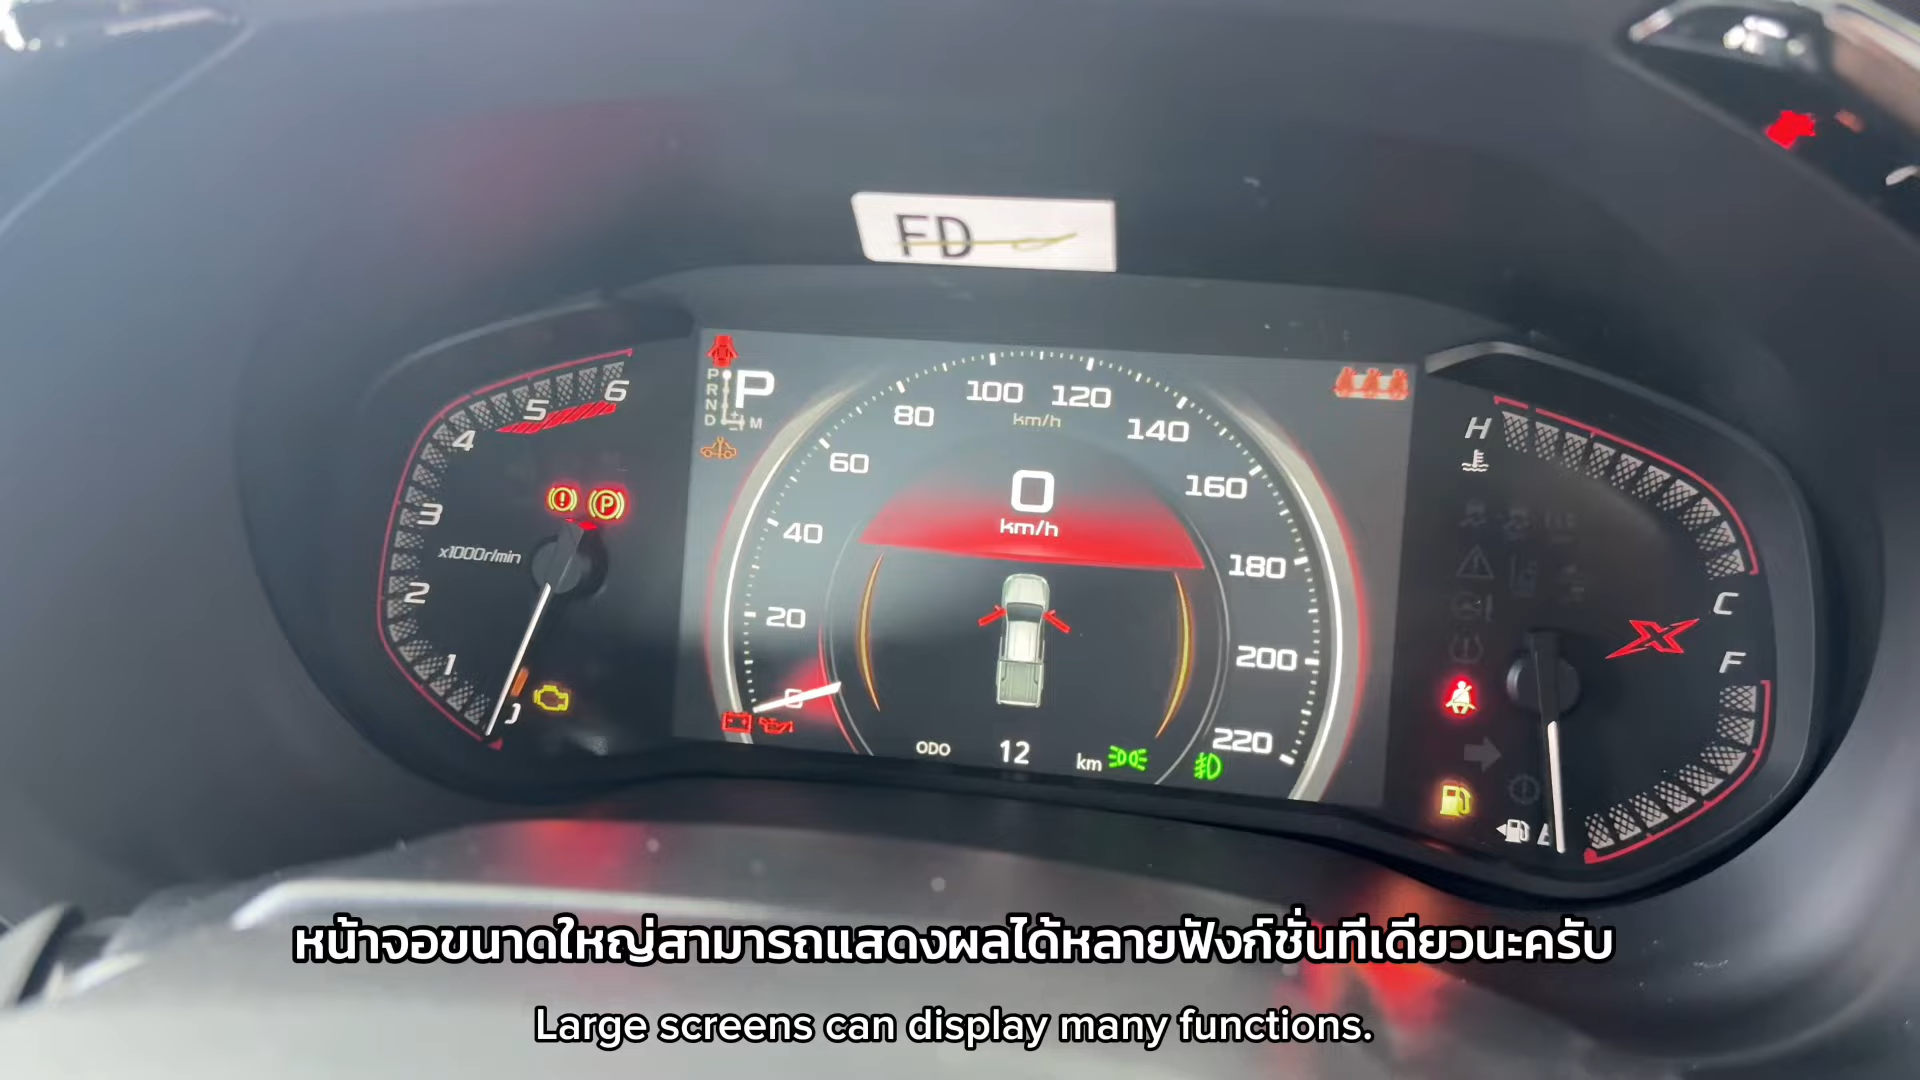 FD
6
5
4
3
x1000r/min
2
1
P
R
N
D
M
P
100
120
km/h
80
140
60
160
0
km/h
40
180
20
200
0
220
ODO 12 km
H
C
X
F
P
หน้าจอขนาดใหญ่สามารถแสดงผลได้หลายฟังก์ชั่นทีเดียวนะครับ
Large screens can display many functions.